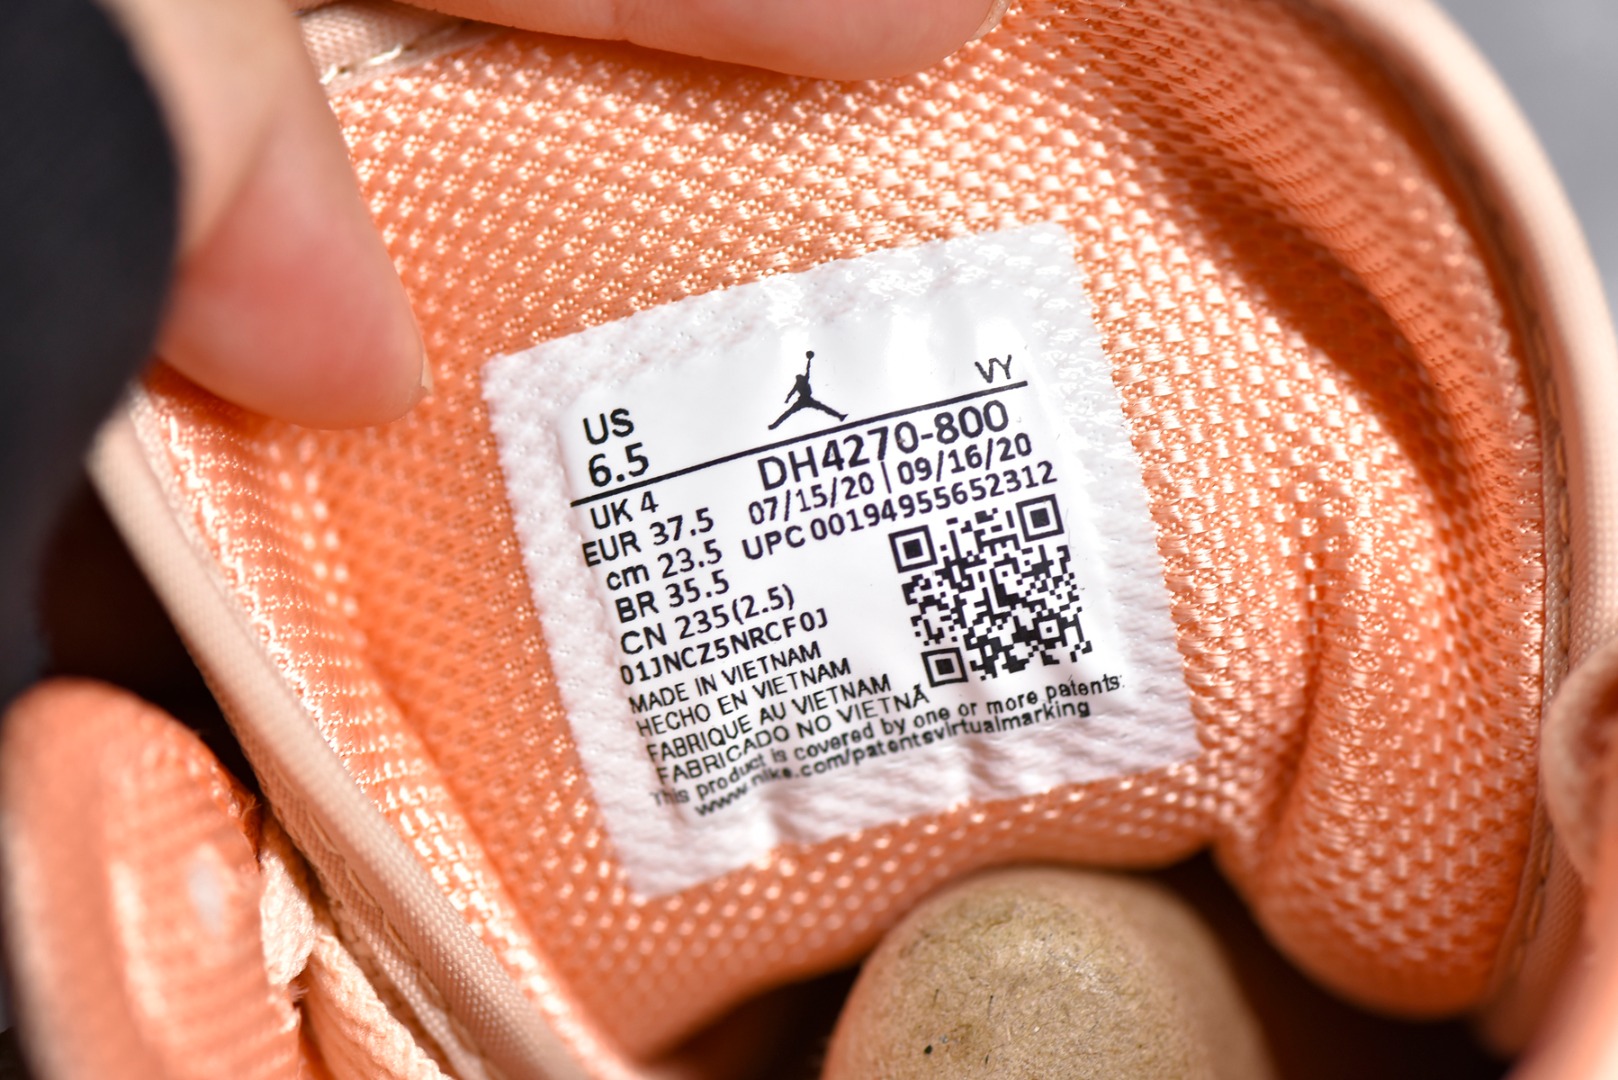 VY
US
6.5
DH4270-800
07/15/20 | 09/16/20
UPC 00194955652312
UK 4
EUR 37.5
cm 23.5
BR 35.5
CN 235(2.5)
01JNCZ5NRCF0J
MADE IN VIETNAM
HECHO EN VIETNAM
FABRIQUE AU VIETNAM
FABRICADO NO VIETNÃ
This product is covered by one or more patents:
www.nike.com/patentsvirtualmarking